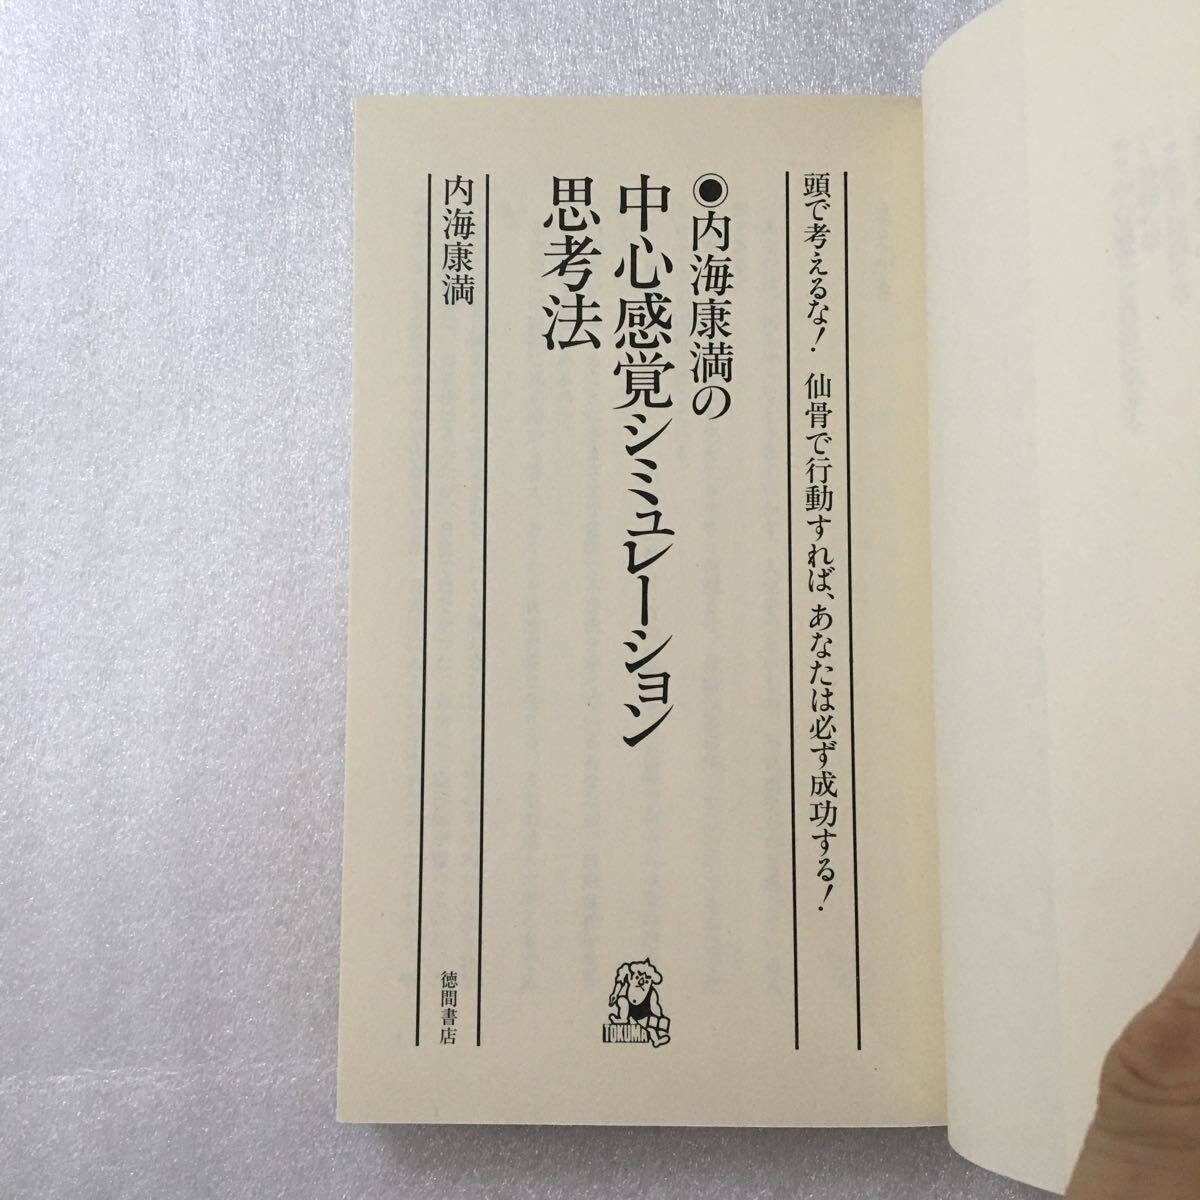 頭で考えるな！ 仙骨で行動すれば、あなたは必ず成功する！
◉内海康満の
中心感覚シミュレーション
思考法
内海康満
徳間書店
TOKUMA